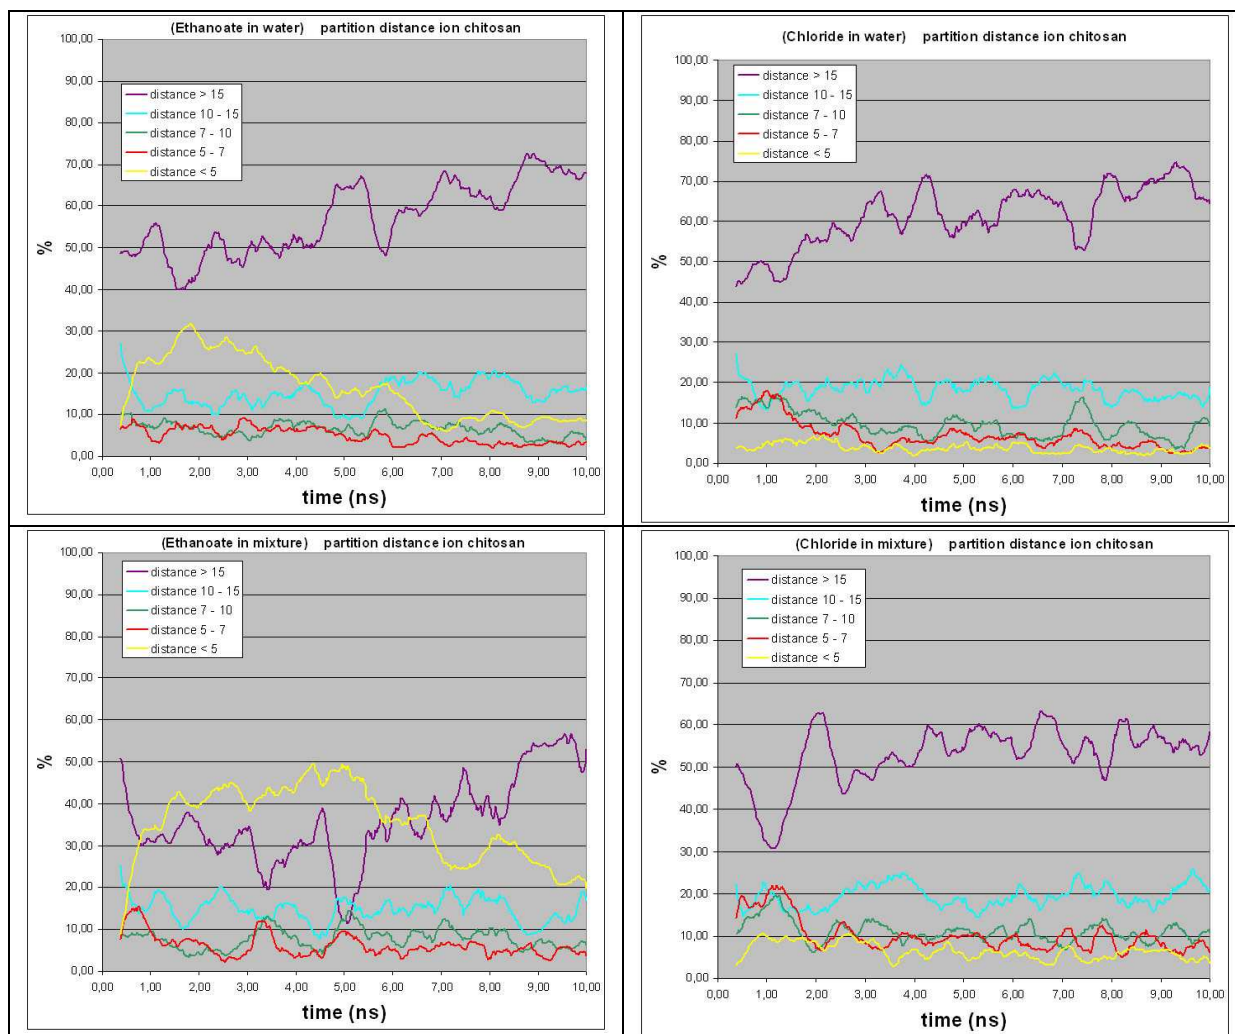 (Ethanoate in water) partition distance ion chitosan
100,00
90,00
80,00
70,00
60,00
50,00
40,00
30,00
20,00
10,00
0,00
%
distance > 15
distance 10 - 15
distance 7 - 10
distance 5 - 7
distance < 5
0,00 1,00 2,00 3,00 4,00 5,00 6,00 7,00 8,00 9,00 10,00
time (ns)
(Chloride in water) partition distance ion chitosan
100,00
90,00
80,00
70,00
60,00
50,00
40,00
30,00
20,00
10,00
0,00
%
distance > 15
distance 10 - 15
distance 7 - 10
distance 5 - 7
distance < 5
0,00 1,00 2,00 3,00 4,00 5,00 6,00 7,00 8,00 9,00 10,00
time (ns)
(Ethanoate in mixture) partition distance ion chitosan
100,00
90,00
80,00
70,00
60,00
50,00
40,00
30,00
20,00
10,00
0,00
%
distance > 15
distance 10 - 15
distance 7 - 10
distance 5 - 7
distance < 5
0,00 1,00 2,00 3,00 4,00 5,00 6,00 7,00 8,00 9,00 10,00
time (ns)
(Chloride in mixture) partition distance ion chitosan
100,00
90,00
80,00
70,00
60,00
50,00
40,00
30,00
20,00
10,00
0,00
%
distance > 15
distance 10 - 15
distance 7 - 10
distance 5 - 7
distance < 5
0,00 1,00 2,00 3,00 4,00 5,00 6,00 7,00 8,00 9,00 10,00
time (ns)